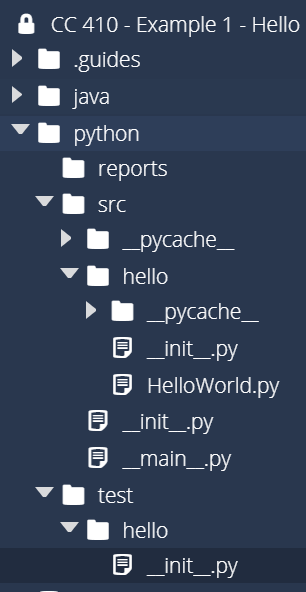 CC 410 - Example 1 - Hello
.guides
java
python
reports
src
__pycache__
hello
__pycache__
__init__.py
HelloWorld.py
__init__.py
__main__.py
test
hello
__init__.py